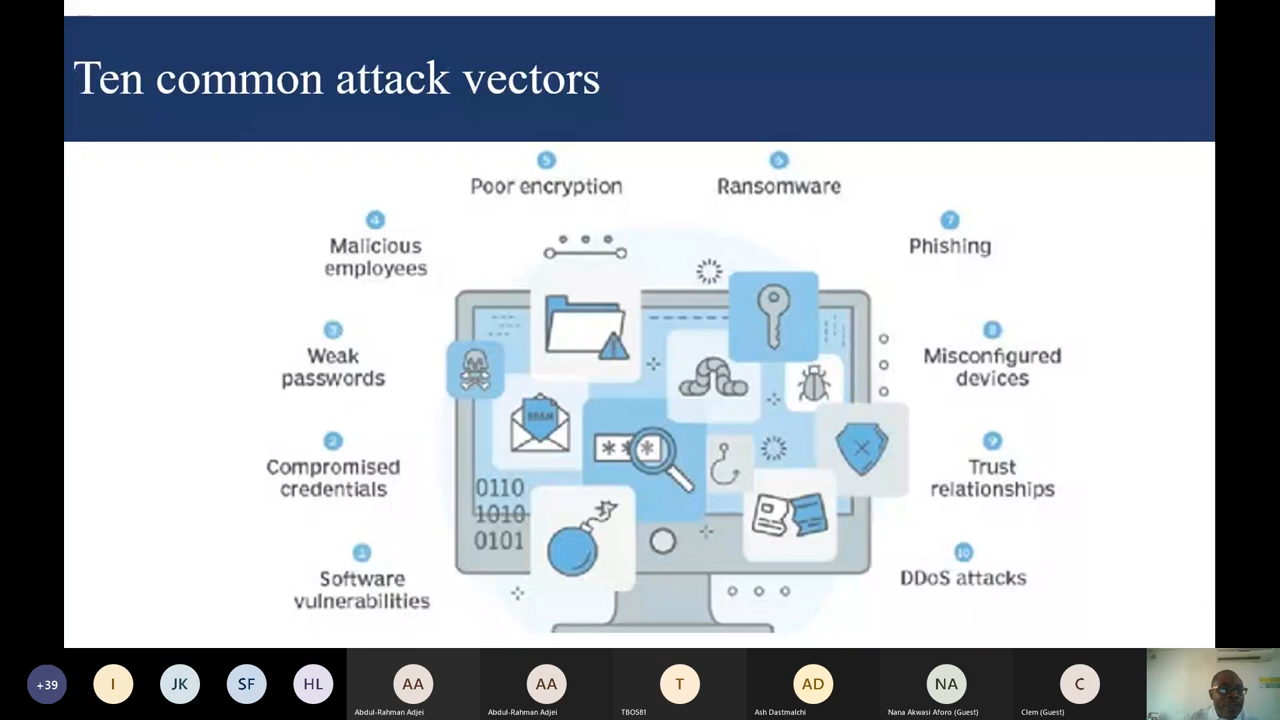 Ten common attack vectors
5
Poor encryption
6
Ransomware
4
Malicious
employees
7
Phishing
3
Weak
passwords
8
Misconfigured
devices
2
Compromised
credentials
9
Trust
relationships
1
Software
vulnerabilities
10
DDoS attacks
SPAM
***
0110
1010
0101
+39
I
JK
SF
HL
AA
Abdul-Rahman Adjei
AA
Abdul-Rahman Adjei
T
TBO581
AD
Ash Dastmalchi
NA
Nana Akwasi Aforo (Guest)
C
Clem (Guest)